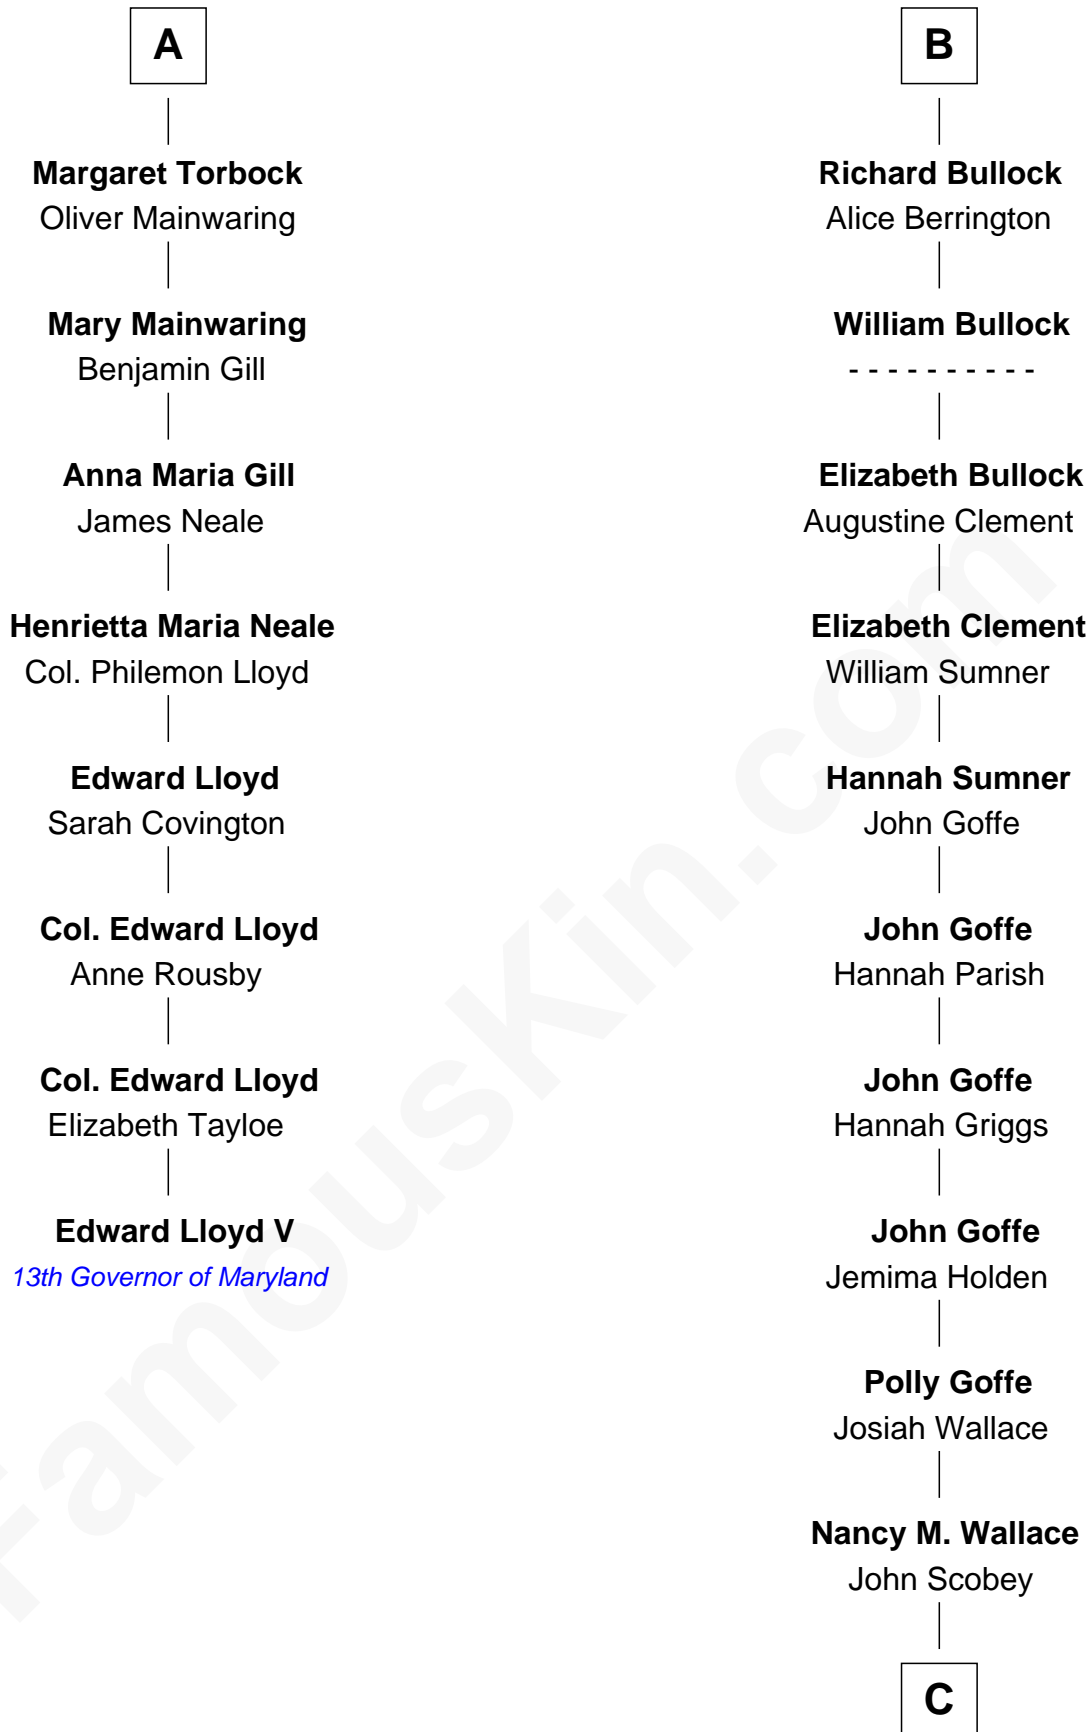 A
Margaret Torbock
Oliver Mainwaring
Mary Mainwaring
Benjamin Gill
Anna Maria Gill
James Neale
Henrietta Maria Neale
Col. Philemon Lloyd
Edward Lloyd
Sarah Covington
Col. Edward Lloyd
Anne Rousby
Col. Edward Lloyd
Elizabeth Tayloe
Edward Lloyd V
13th Governor of Maryland
B
Richard Bullock
Alice Berrington
William Bullock
- - - - - - - - - -
Elizabeth Bullock
Augustine Clement
Elizabeth Clement
William Sumner
Hannah Sumner
John Goffe
John Goffe
Hannah Parish
John Goffe
Hannah Griggs
John Goffe
Jemima Holden
Polly Goffe
Josiah Wallace
Nancy M. Wallace
John Scobey
C
FamousKin.com